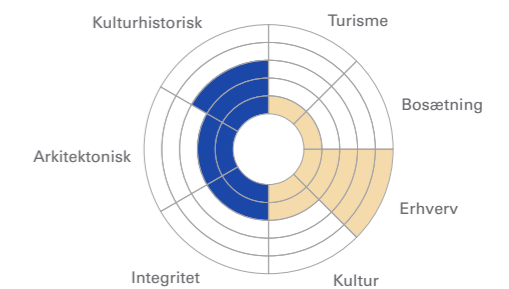 Kulturhistorisk
Turisme
Bosætning
Arkitektonisk
Erhverv
Integritet
Kultur